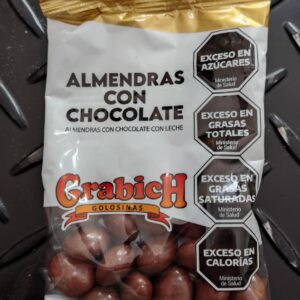 ALMENDRAS
CON
CHOCOLATE
ALMENDRAS CON CHOCOLATE CON LECHE
GrabicH
GOLOSINAS
EXCESO EN
AZÚCARES
Ministerio
de Salud
EXCESO EN
GRASAS
TOTALES
Ministerio
de Salud
EXCESO EN
GRASAS
SATURADAS
Ministerio
de Salud
EXCESO EN
CALORÍAS
Ministerio
de Salud